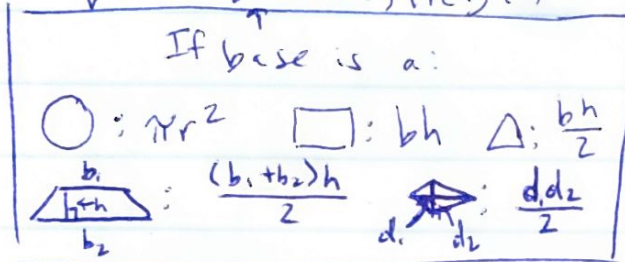 If base is a:
: πr² : bh : bh/2
b₁ : (b₁+b₂)h/2 : d₁d₂/2
h
b₂ d₁ d₂